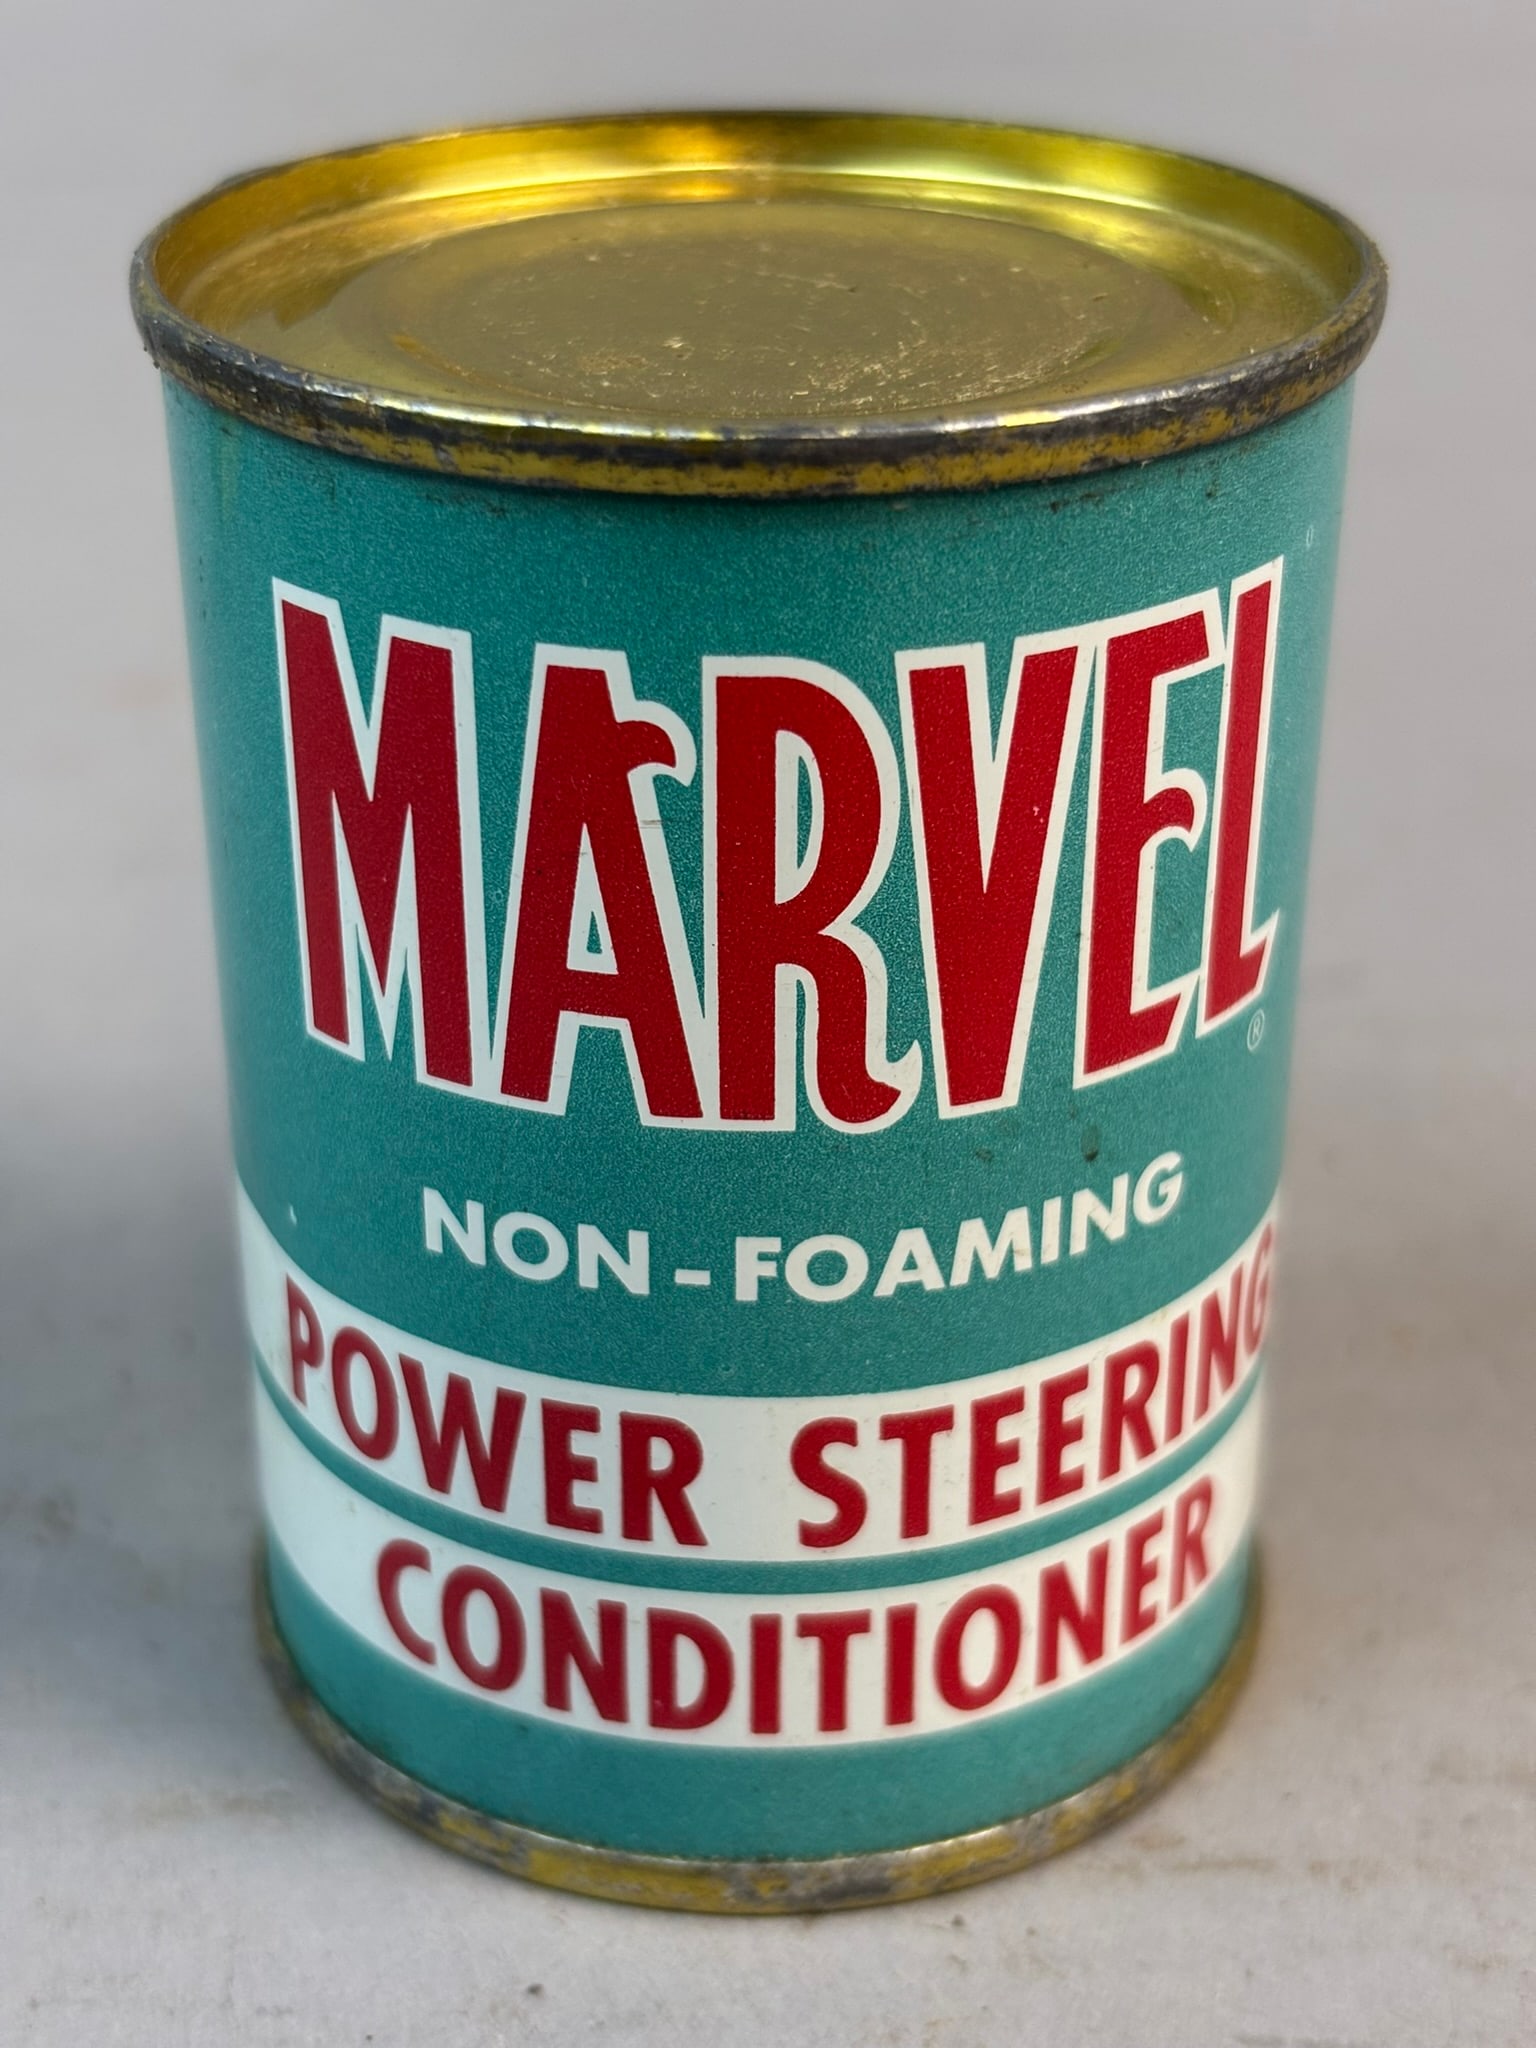 MARVEL
®
NON-FOAMING
POWER STEERING
CONDITIONER